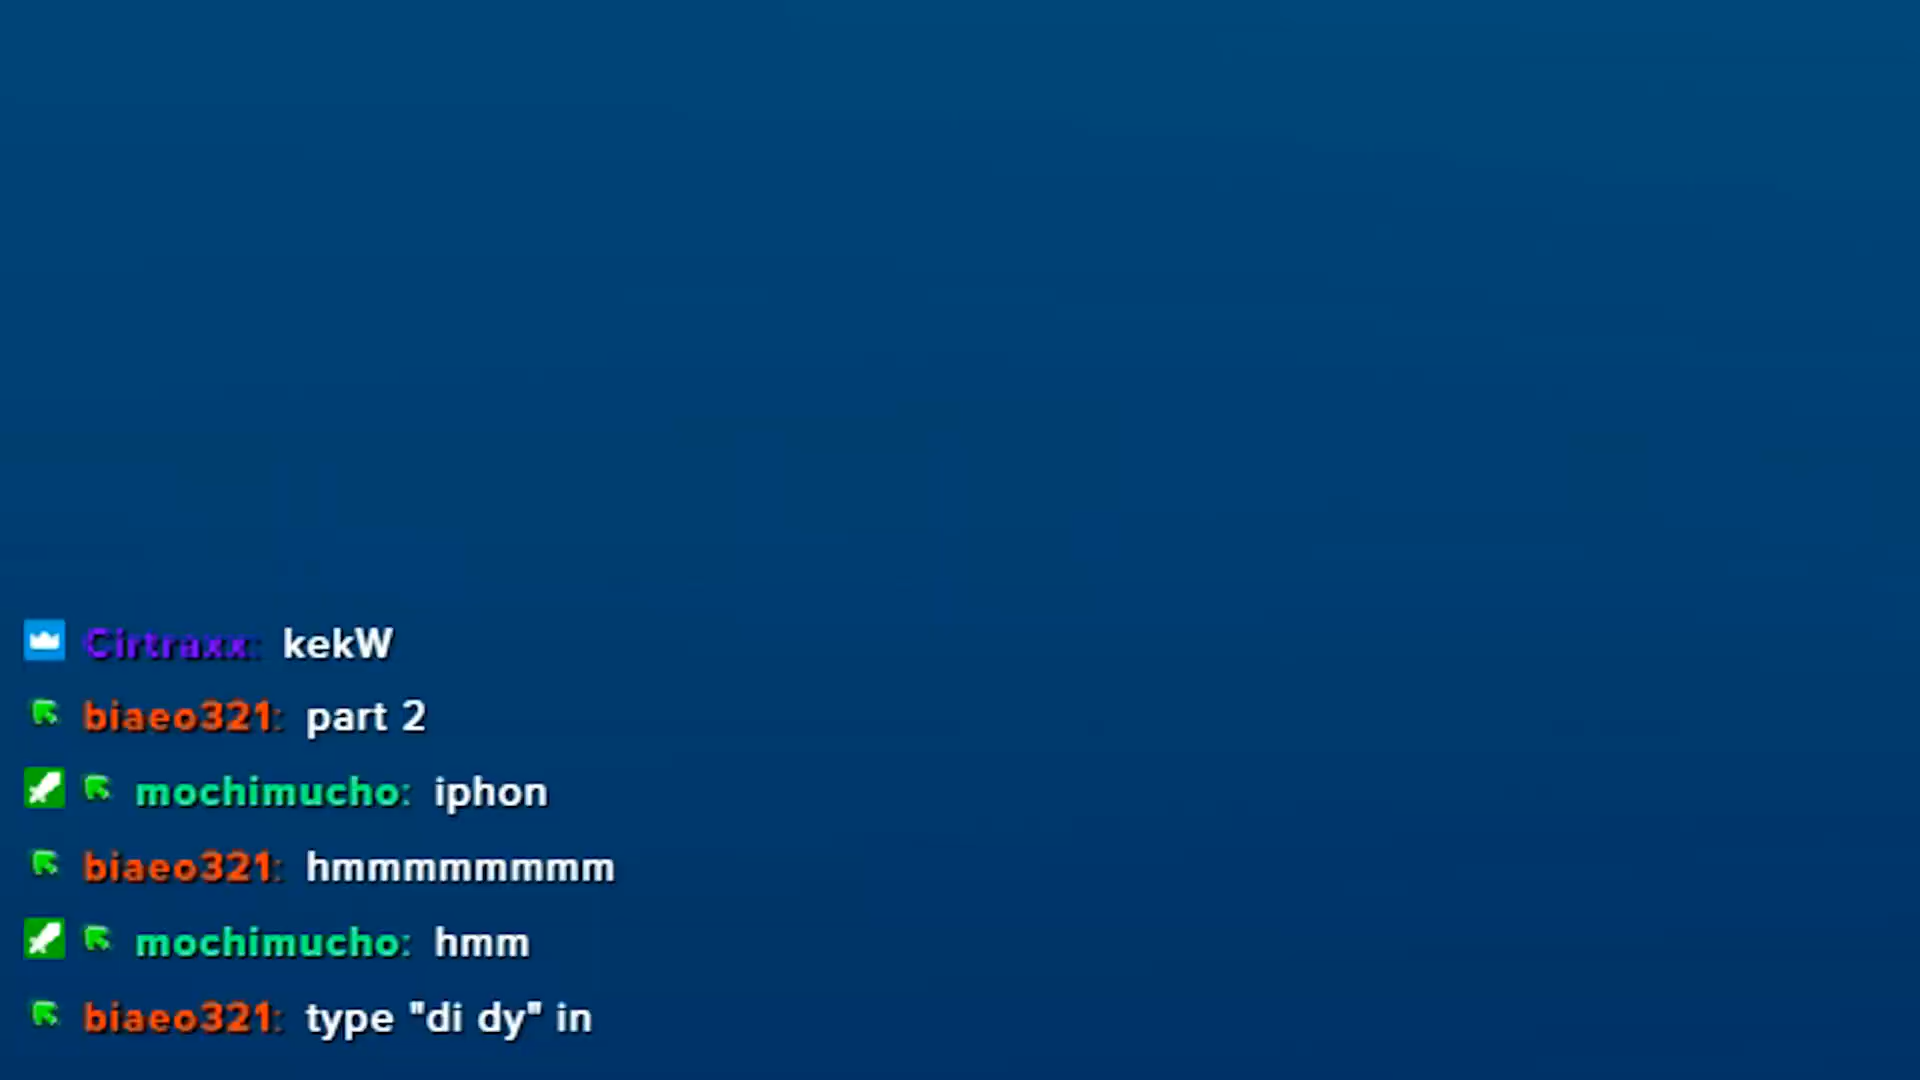 Cirtraxx: kekW
biaeo321: part 2
mochimucho: iphon
biaeo321: hmmmmmmmm
mochimucho: hmm
biaeo321: type "di dy" in